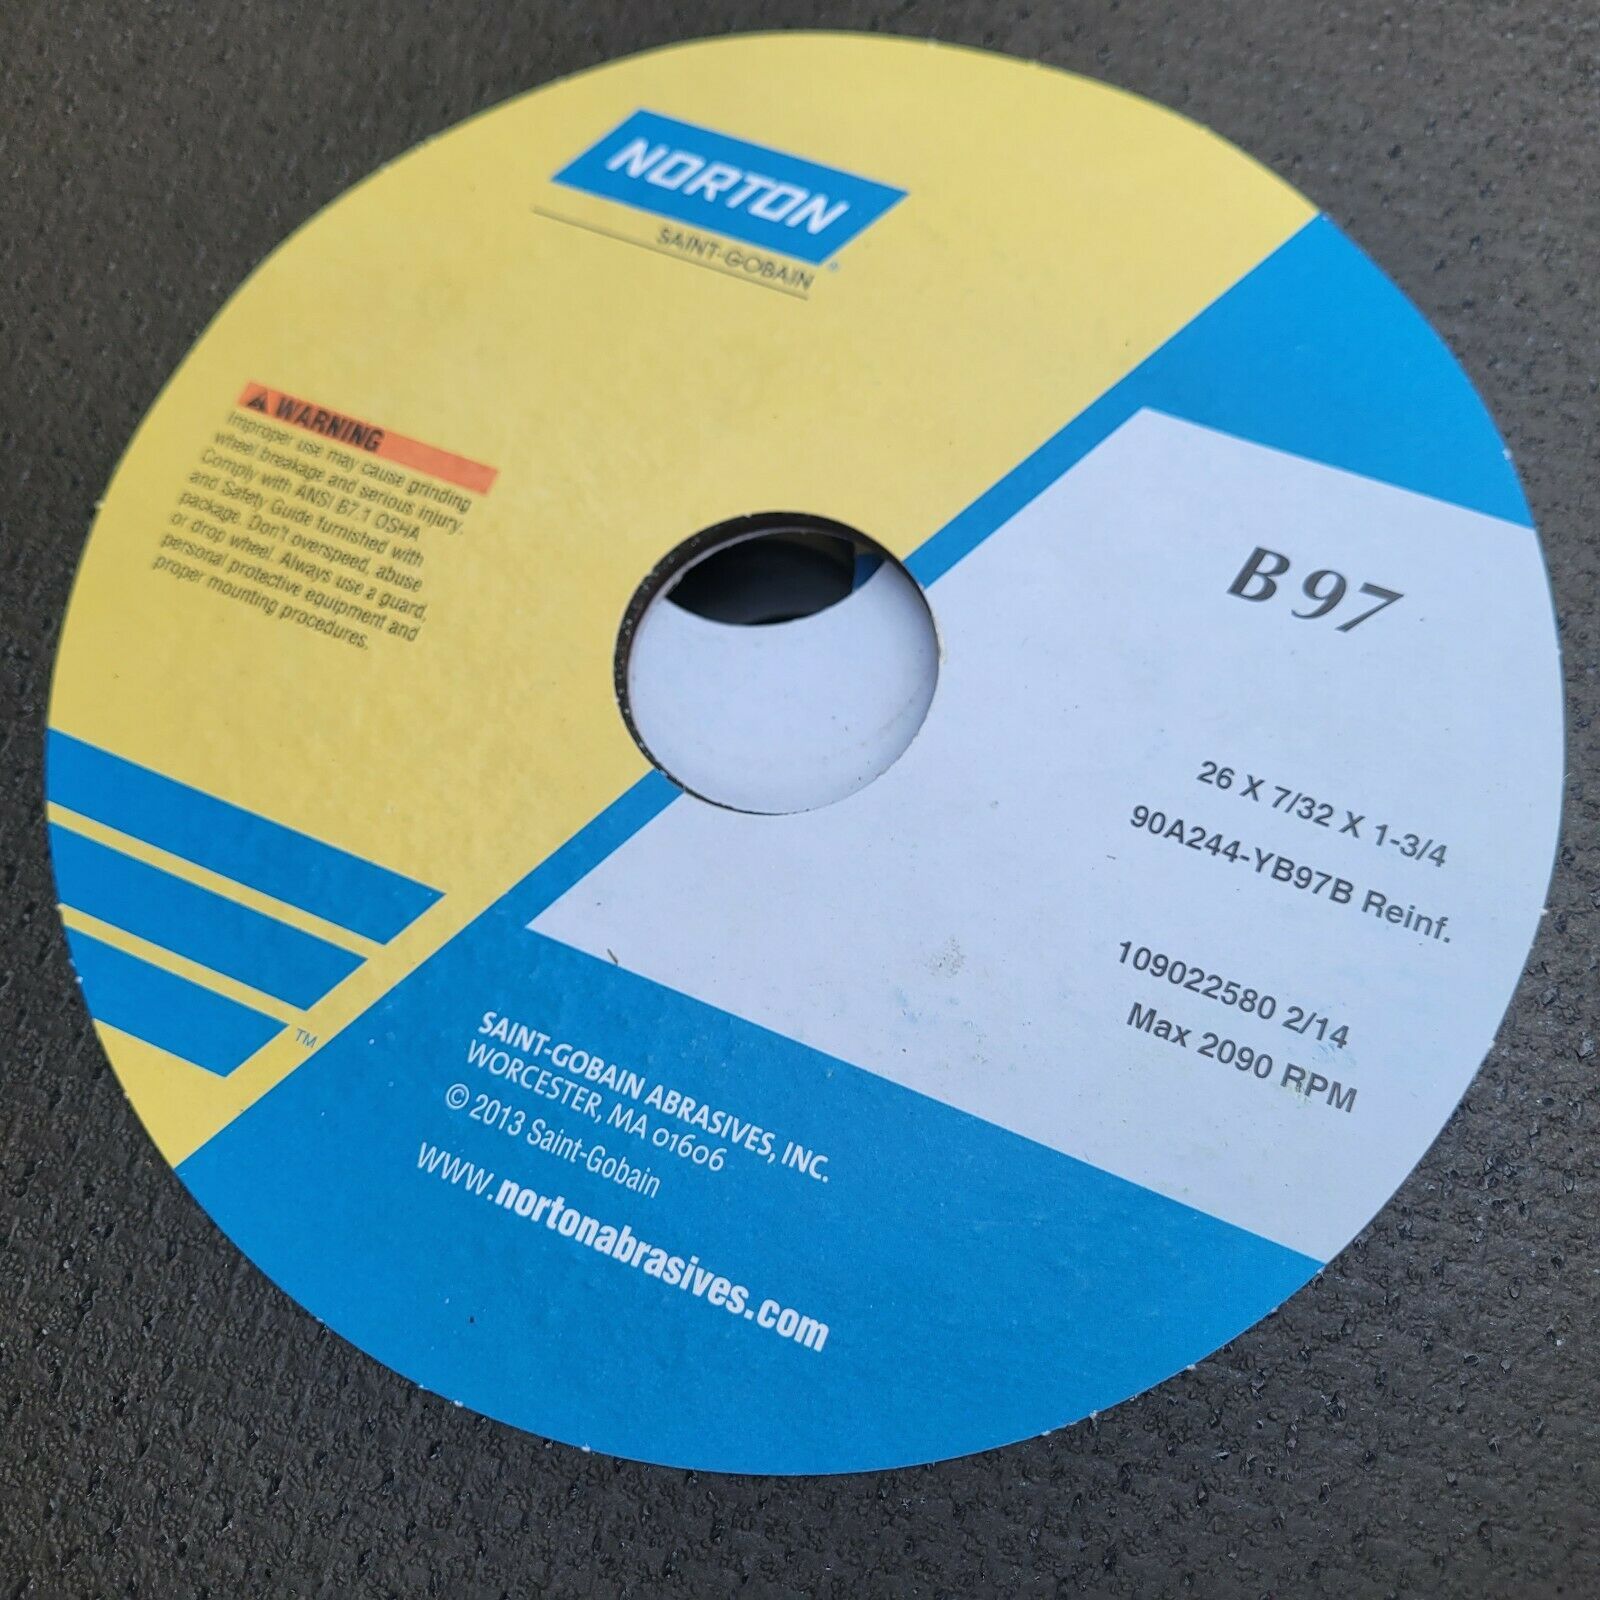 NORTON
®
SAINT-GOBAIN
WARNING
Improper use may cause grinding
wheel breakage and serious injury.
Comply with ANSI B7.1 OSHA
and Safety Guide furnished with
package. Don't overspeed, abuse
or drop wheel. Always use a guard,
personal protective equipment and
proper mounting procedures.
B97
26 X 7/32 X 1-3/4
90A244-YB97B Reinf.
109022580 2/14
Max 2090 RPM
TM
SAINT-GOBAIN ABRASIVES, INC.
WORCESTER, MA 01606
© 2013 Saint-Gobain
www.nortonabrasives.com